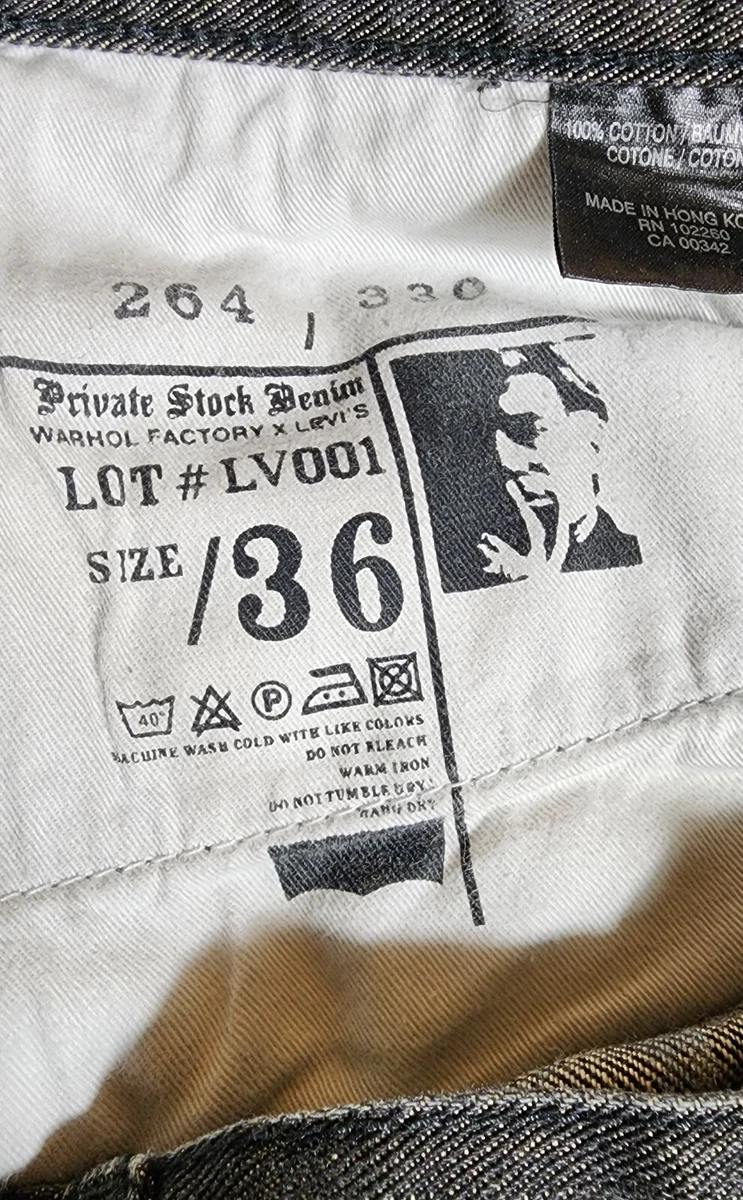 100% COTTON / BAUMW
COTONE / COTON
MADE IN HONG KO
RN 102260
CA 00342
264 / 330
Private Stock Denim
WARHOL FACTORY X LEVI'S
LOT # LV001
SIZE /36
40°
P
MACHINE WASH COLD WITH LIKE COLORS
DO NOT BLEACH
WARM IRON
DO NOT TUMBLE DRY
HANG DRY